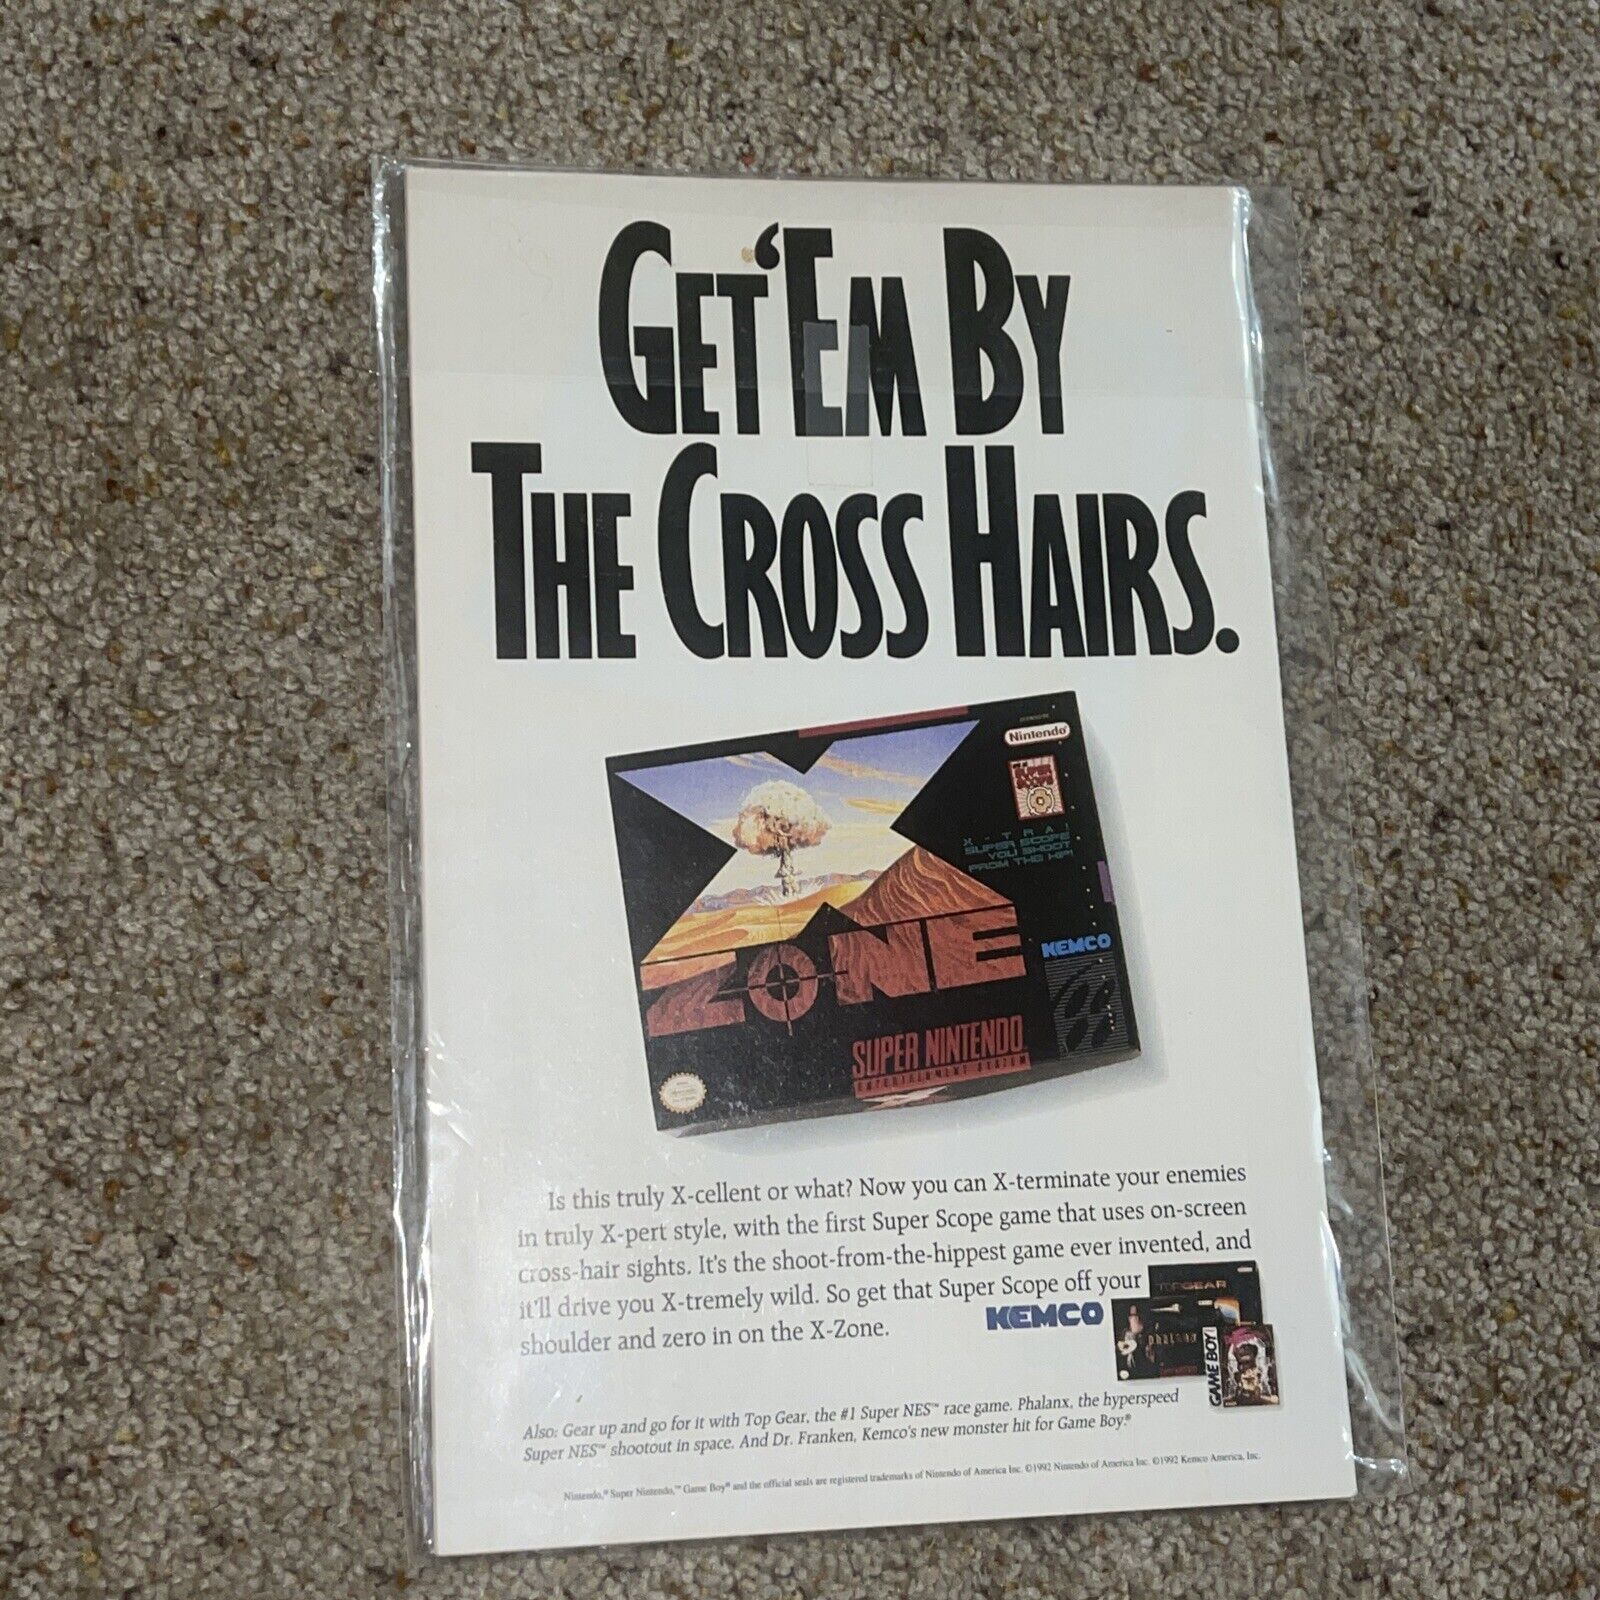 GET 'EM BY
THE CROSS HAIRS.
Nintendo
SUPER
SCOPE
X-TRA!
SUPER SCOPE
YOU SHOOT
FROM THE HIP!
X
ZONE
KEMCO
SUPER NINTENDO
ENTERTAINMENT SYSTEM
Is this truly X-cellent or what? Now you can X-terminate your enemies
in truly X-pert style, with the first Super Scope game that uses on-screen
cross-hair sights. It's the shoot-from-the-hippest game ever invented, and
it'll drive you X-tremely wild. So get that Super Scope off your
shoulder and zero in on the X-Zone.
KEMCO
TOP GEAR
phalanx
GAME BOY
Also: Gear up and go for it with Top Gear, the #1 Super NES™ race game. Phalanx, the hyperspeed
Super NES™ shootout in space. And Dr. Franken, Kemco's new monster hit for Game Boy.®
Nintendo,® Super Nintendo,™ Game Boy® and the official seals are registered trademarks of Nintendo of America Inc. ©1992 Nintendo of America Inc. ©1992 Kemco America, Inc.